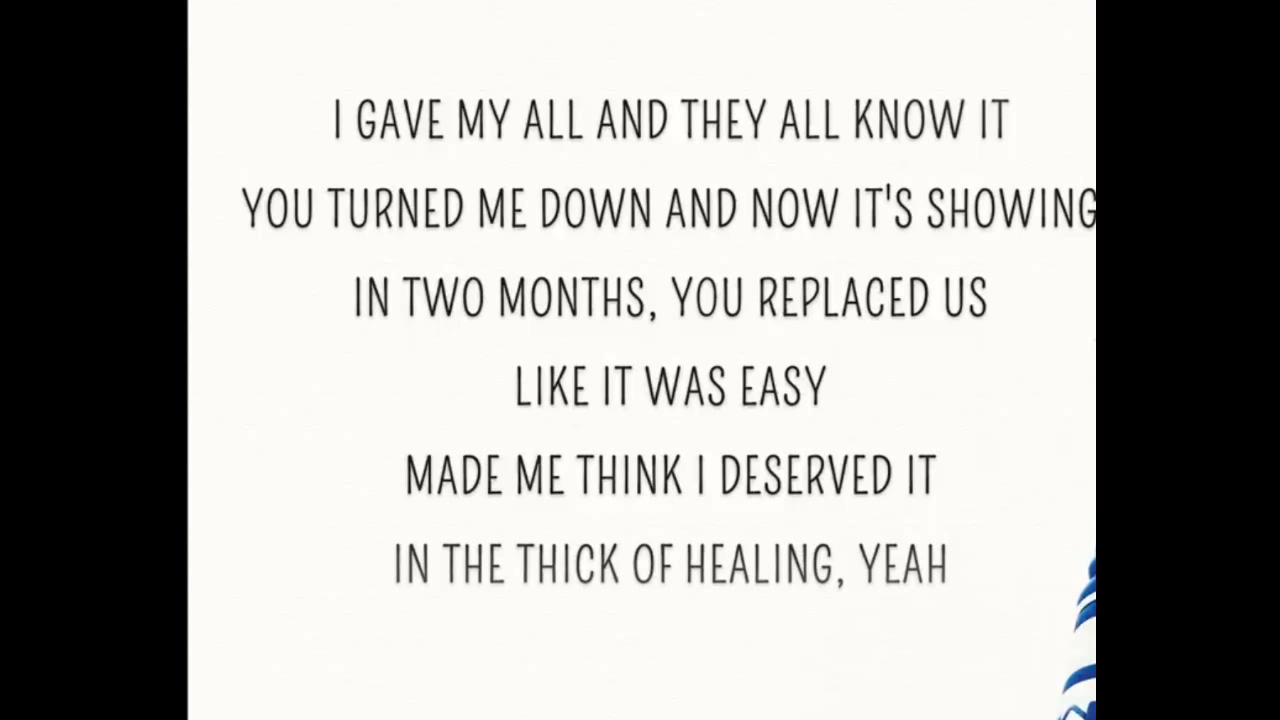 I GAVE MY ALL AND THEY ALL KNOW IT
YOU TURNED ME DOWN AND NOW IT'S SHOWING
IN TWO MONTHS, YOU REPLACED US
LIKE IT WAS EASY
MADE ME THINK I DESERVED IT
IN THE THICK OF HEALING, YEAH